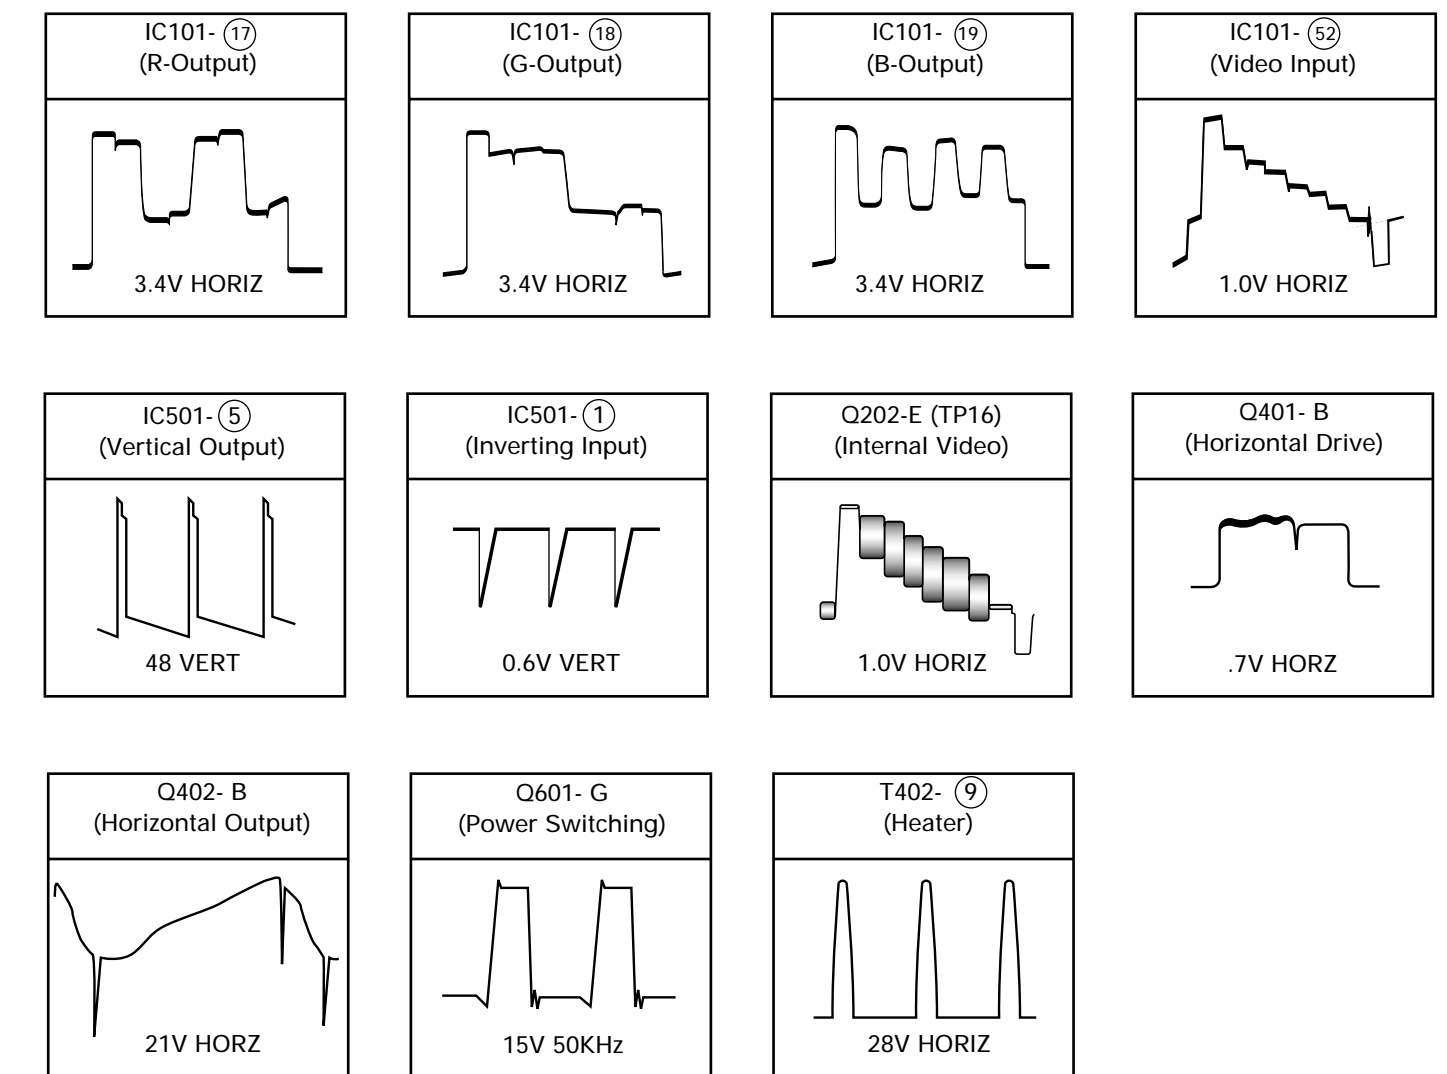 IC101- 17
(R-Output)
3.4V HORIZ
IC101- 18
(G-Output)
3.4V HORIZ
IC101- 19
(B-Output)
3.4V HORIZ
IC101- 52
(Video Input)
1.0V HORIZ
IC501- 5
(Vertical Output)
48 VERT
IC501- 1
(Inverting Input)
0.6V VERT
Q202-E (TP16)
(Internal Video)
1.0V HORIZ
Q401- B
(Horizontal Drive)
.7V HORZ
Q402- B
(Horizontal Output)
21V HORZ
Q601- G
(Power Switching)
15V 50KHz
T402- 9
(Heater)
28V HORIZ